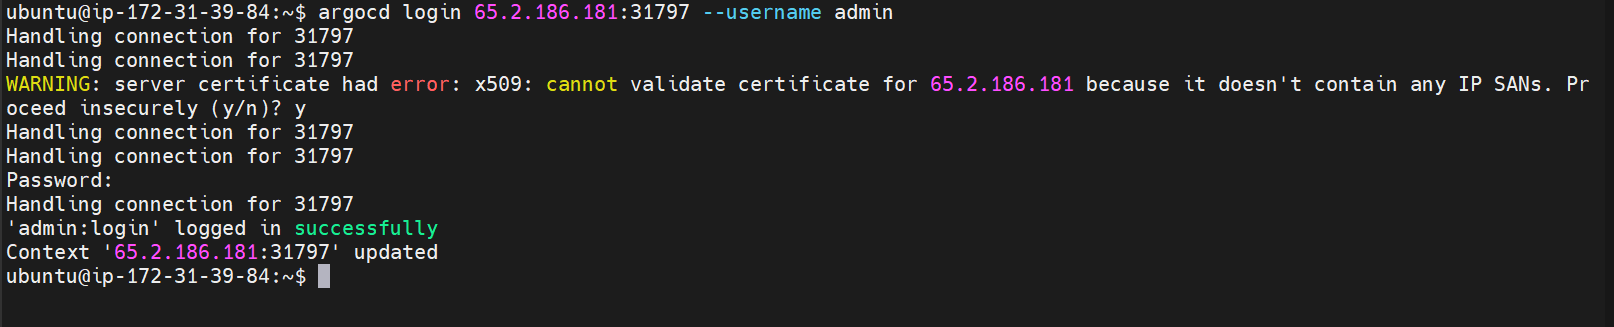 ubuntu@ip-172-31-39-84:~$ argocd login 65.2.186.181:31797 --username admin
Handling connection for 31797
Handling connection for 31797
WARNING: server certificate had error: x509: cannot validate certificate for 65.2.186.181 because it doesn't contain any IP SANs. Pr
oceed insecurely (y/n)? y
Handling connection for 31797
Handling connection for 31797
Password:
Handling connection for 31797
'admin:login' logged in successfully
Context '65.2.186.181:31797' updated
ubuntu@ip-172-31-39-84:~$